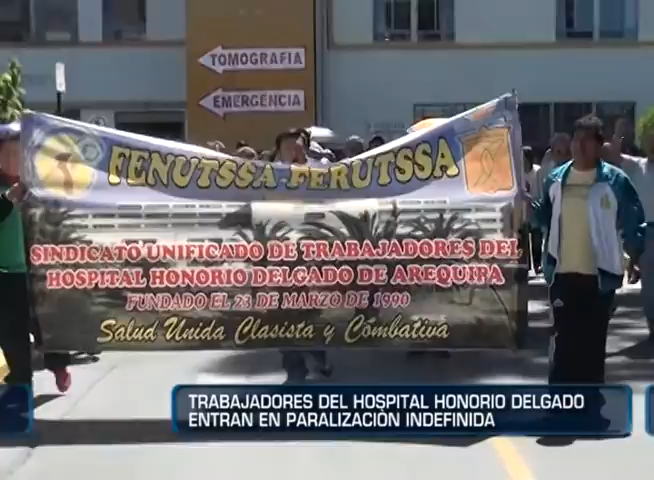 TOMOGRAFIA
EMERGENCIA
FENUTSSA-FERUTSSA
SINDICATO UNIFICADO DE TRABAJADORES DEL
HOSPITAL HONORIO DELGADO DE AREQUIPA
FUNDADO EL 23 DE MARZO DE 1990
Salud Unida Clasista y Combativa
TRABAJADORES DEL HOSPITAL HONORIO DELGADO
ENTRAN EN PARALIZACIÓN INDEFINIDA